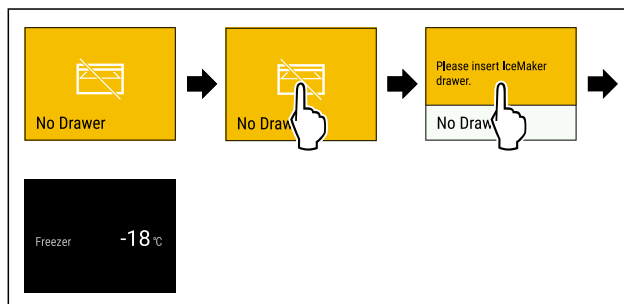 No Drawer
No Draw
Please insert IceMaker
drawer.
No Draw
Freezer -18 °C